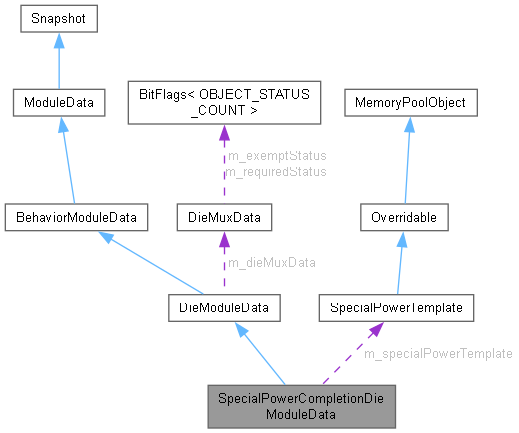 Snapshot
ModuleData
BitFlags< OBJECT_STATUS
_COUNT >
MemoryPoolObject
m_exemptStatus
m_requiredStatus
BehaviorModuleData
DieMuxData
Overridable
m_dieMuxData
DieModuleData
SpecialPowerTemplate
m_specialPowerTemplate
SpecialPowerCompletionDie
ModuleData